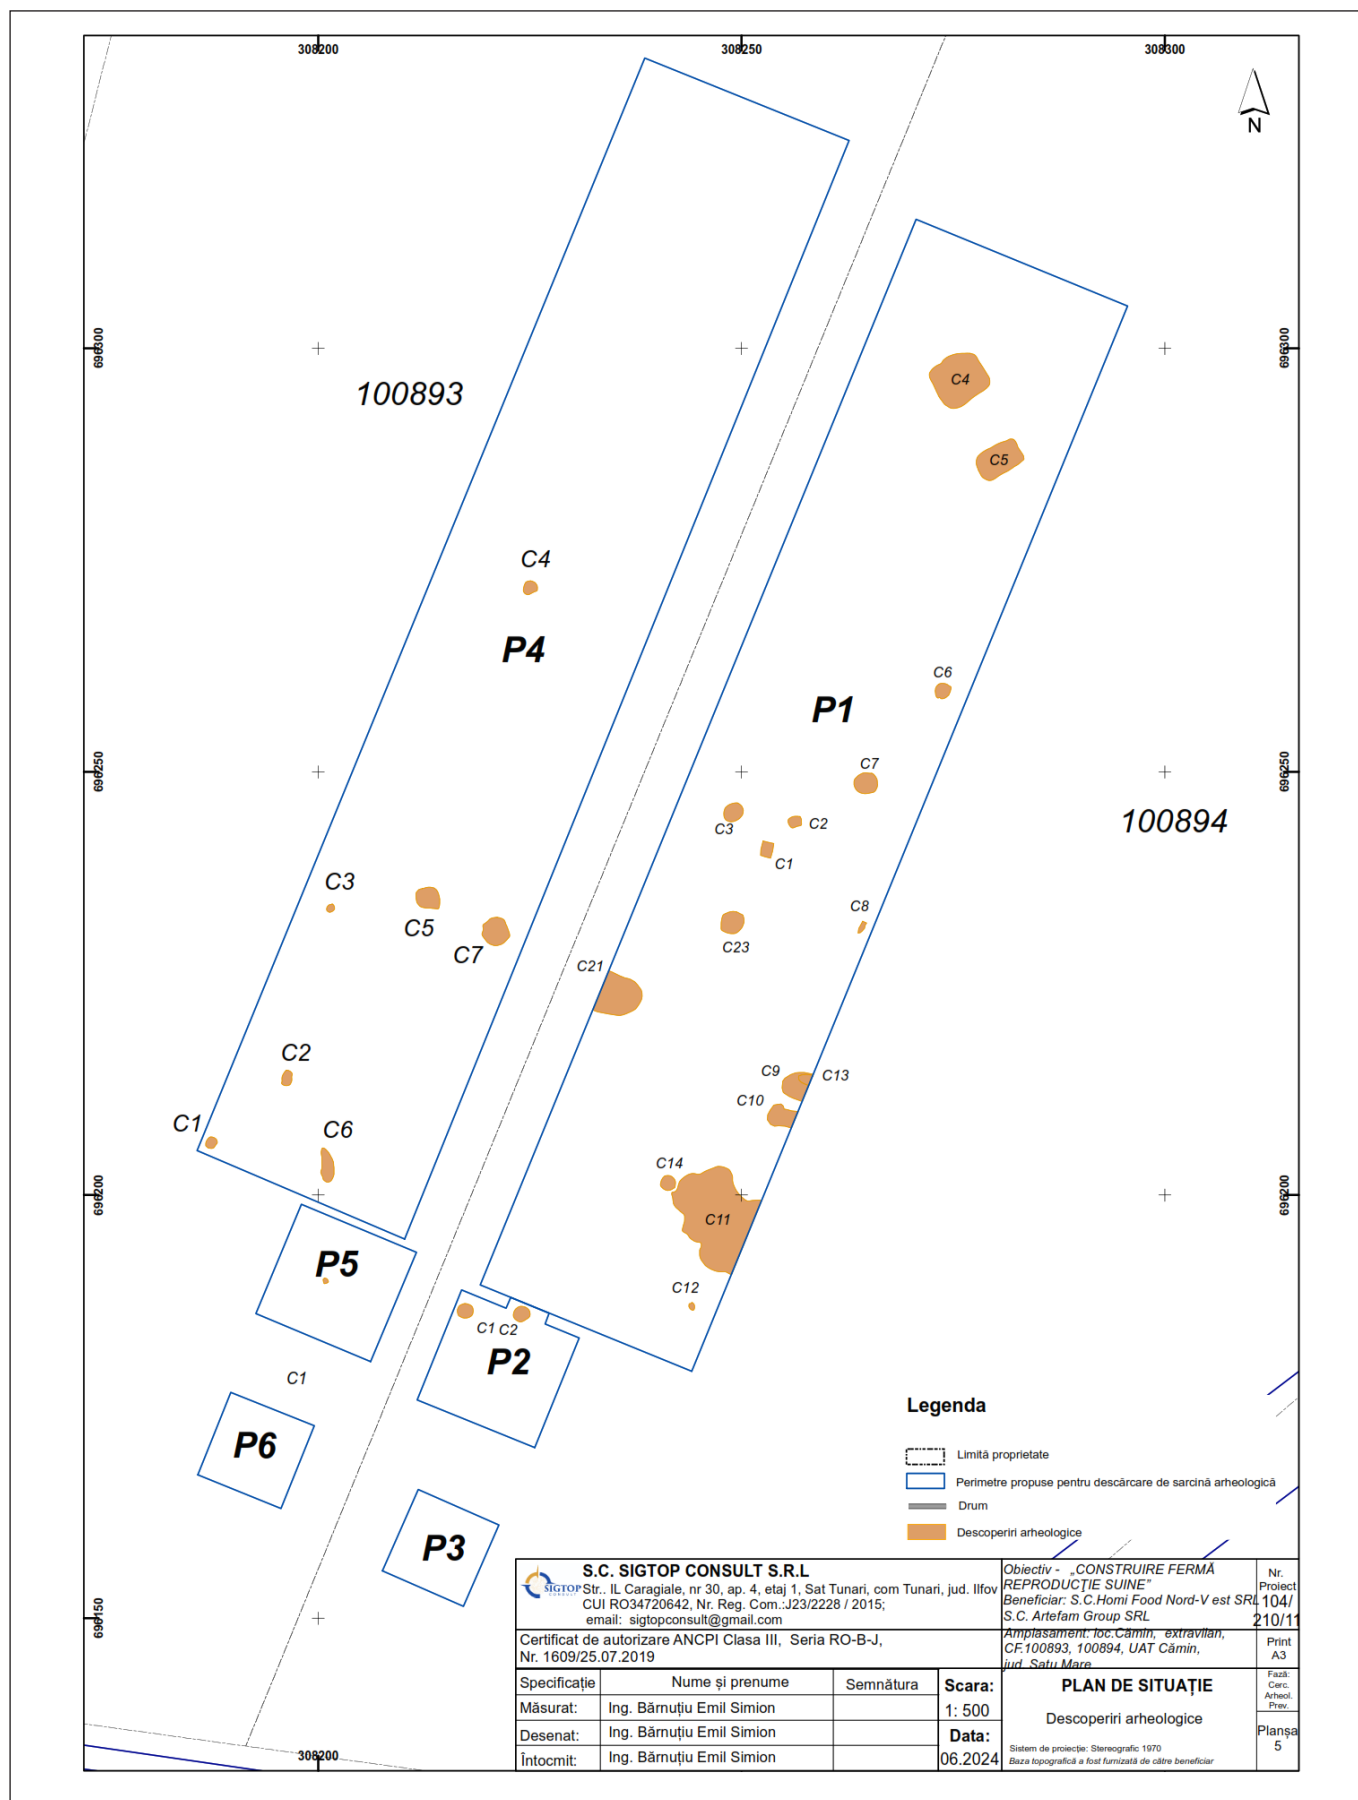 308200
308250
308300
N
696300
696300
100893
C4
C5
C4
P4
C6
P1
C7
696250
696250
100894
C3
C2
C1
C3
C5
C7
C8
C23
C21
C2
C9
C13
C10
C1
C6
C14
C11
696200
696200
P5
C12
C1
C2
P2
C1
P6
P3
696150
308200
Legenda
Limită proprietate
Perimetre propuse pentru descărcare de sarcină arheologică
Drum
Descoperiri arheologice
SIGTOP
CONSULT
S.C. SIGTOP CONSULT S.R.L
Str.. IL Caragiale, nr 30, ap. 4, etaj 1, Sat Tunari, com Tunari, jud. Ilfov
CUI RO34720642, Nr. Reg. Com.:J23/2228 / 2015;
email: sigtopconsult@gmail.com
Obiectiv - „CONSTRUIRE FERMĂ
REPRODUCŢIE SUINE"
Beneficiar: S.C.Homi Food Nord-V est SRL
S.C. Artefam Group SRL
Amplasament: loc.Cămin, extravilan,
CF.100893, 100894, UAT Cămin,
jud. Satu Mare
Nr.
Proiect
104/
210/11
Certificat de autorizare ANCPI Clasa III, Seria RO-B-J,
Nr. 1609/25.07.2019
Print
A3
Specificație
Nume și prenume
Semnătura
Măsurat:
Ing. Bărnuțiu Emil Simion
Desenat:
Ing. Bărnuțiu Emil Simion
Întocmit:
Ing. Bărnuțiu Emil Simion
Scara:
1: 500
Data:
06.2024
PLAN DE SITUAȚIE
Descoperiri arheologice
Sistem de proiecție: Stereografic 1970
Baza topografică a fost furnizată de către beneficiar
Fază:
Cerc.
Arheol.
Prev.
Planșa
5